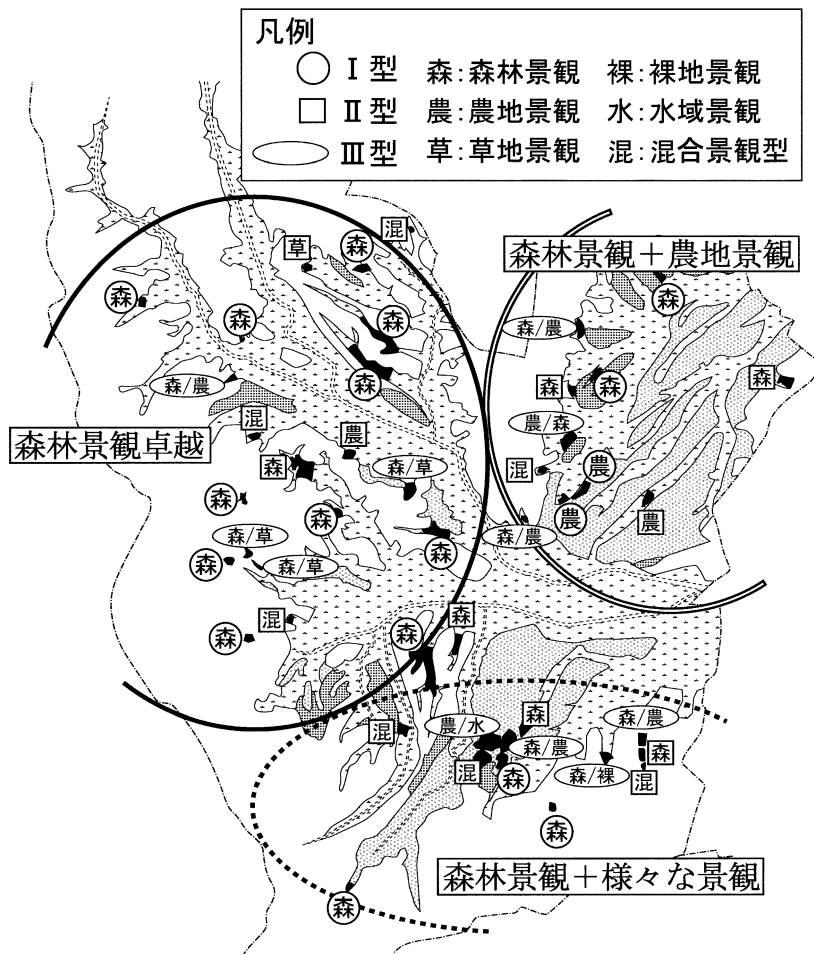 凡例
○ Ⅰ型 森:森林景観 裸:裸地景観
□ Ⅱ型 農:農地景観 水:水域景観
Ⅲ型 草:草地景観 混:混合景観型
混
草
森
森林景観+農地景観
森
森
森
森
森/農
森
森/農
森
森
森
農/森
混
農
森林景観卓越
森
森/草
混
農
森
森
農
農
森/草
森/農
森
森
森/草
混
森
森
森
森
森/農
農/水
混
森/農
森
混
森
森/裸
混
森
森林景観+様々な景観
森